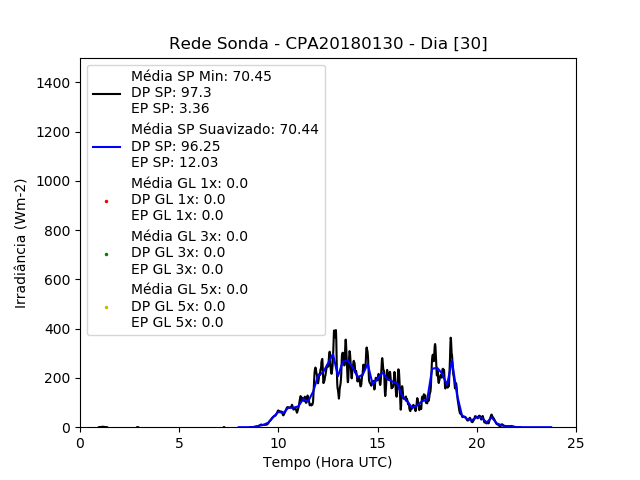 Rede Sonda - CPA20180130 - Dia [30]
Média SP Min: 70.45
DP SP: 97.3
EP SP: 3.36
Média SP Suavizado: 70.44
DP SP: 96.25
EP SP: 12.03
Média GL 1x: 0.0
DP GL 1x: 0.0
EP GL 1x: 0.0
Média GL 3x: 0.0
DP GL 3x: 0.0
EP GL 3x: 0.0
Média GL 5x: 0.0
DP GL 5x: 0.0
EP GL 5x: 0.0
Irradiância (Wm-2)
1400
1200
1000
800
600
400
200
0
0 5 10 15 20 25
Tempo (Hora UTC)